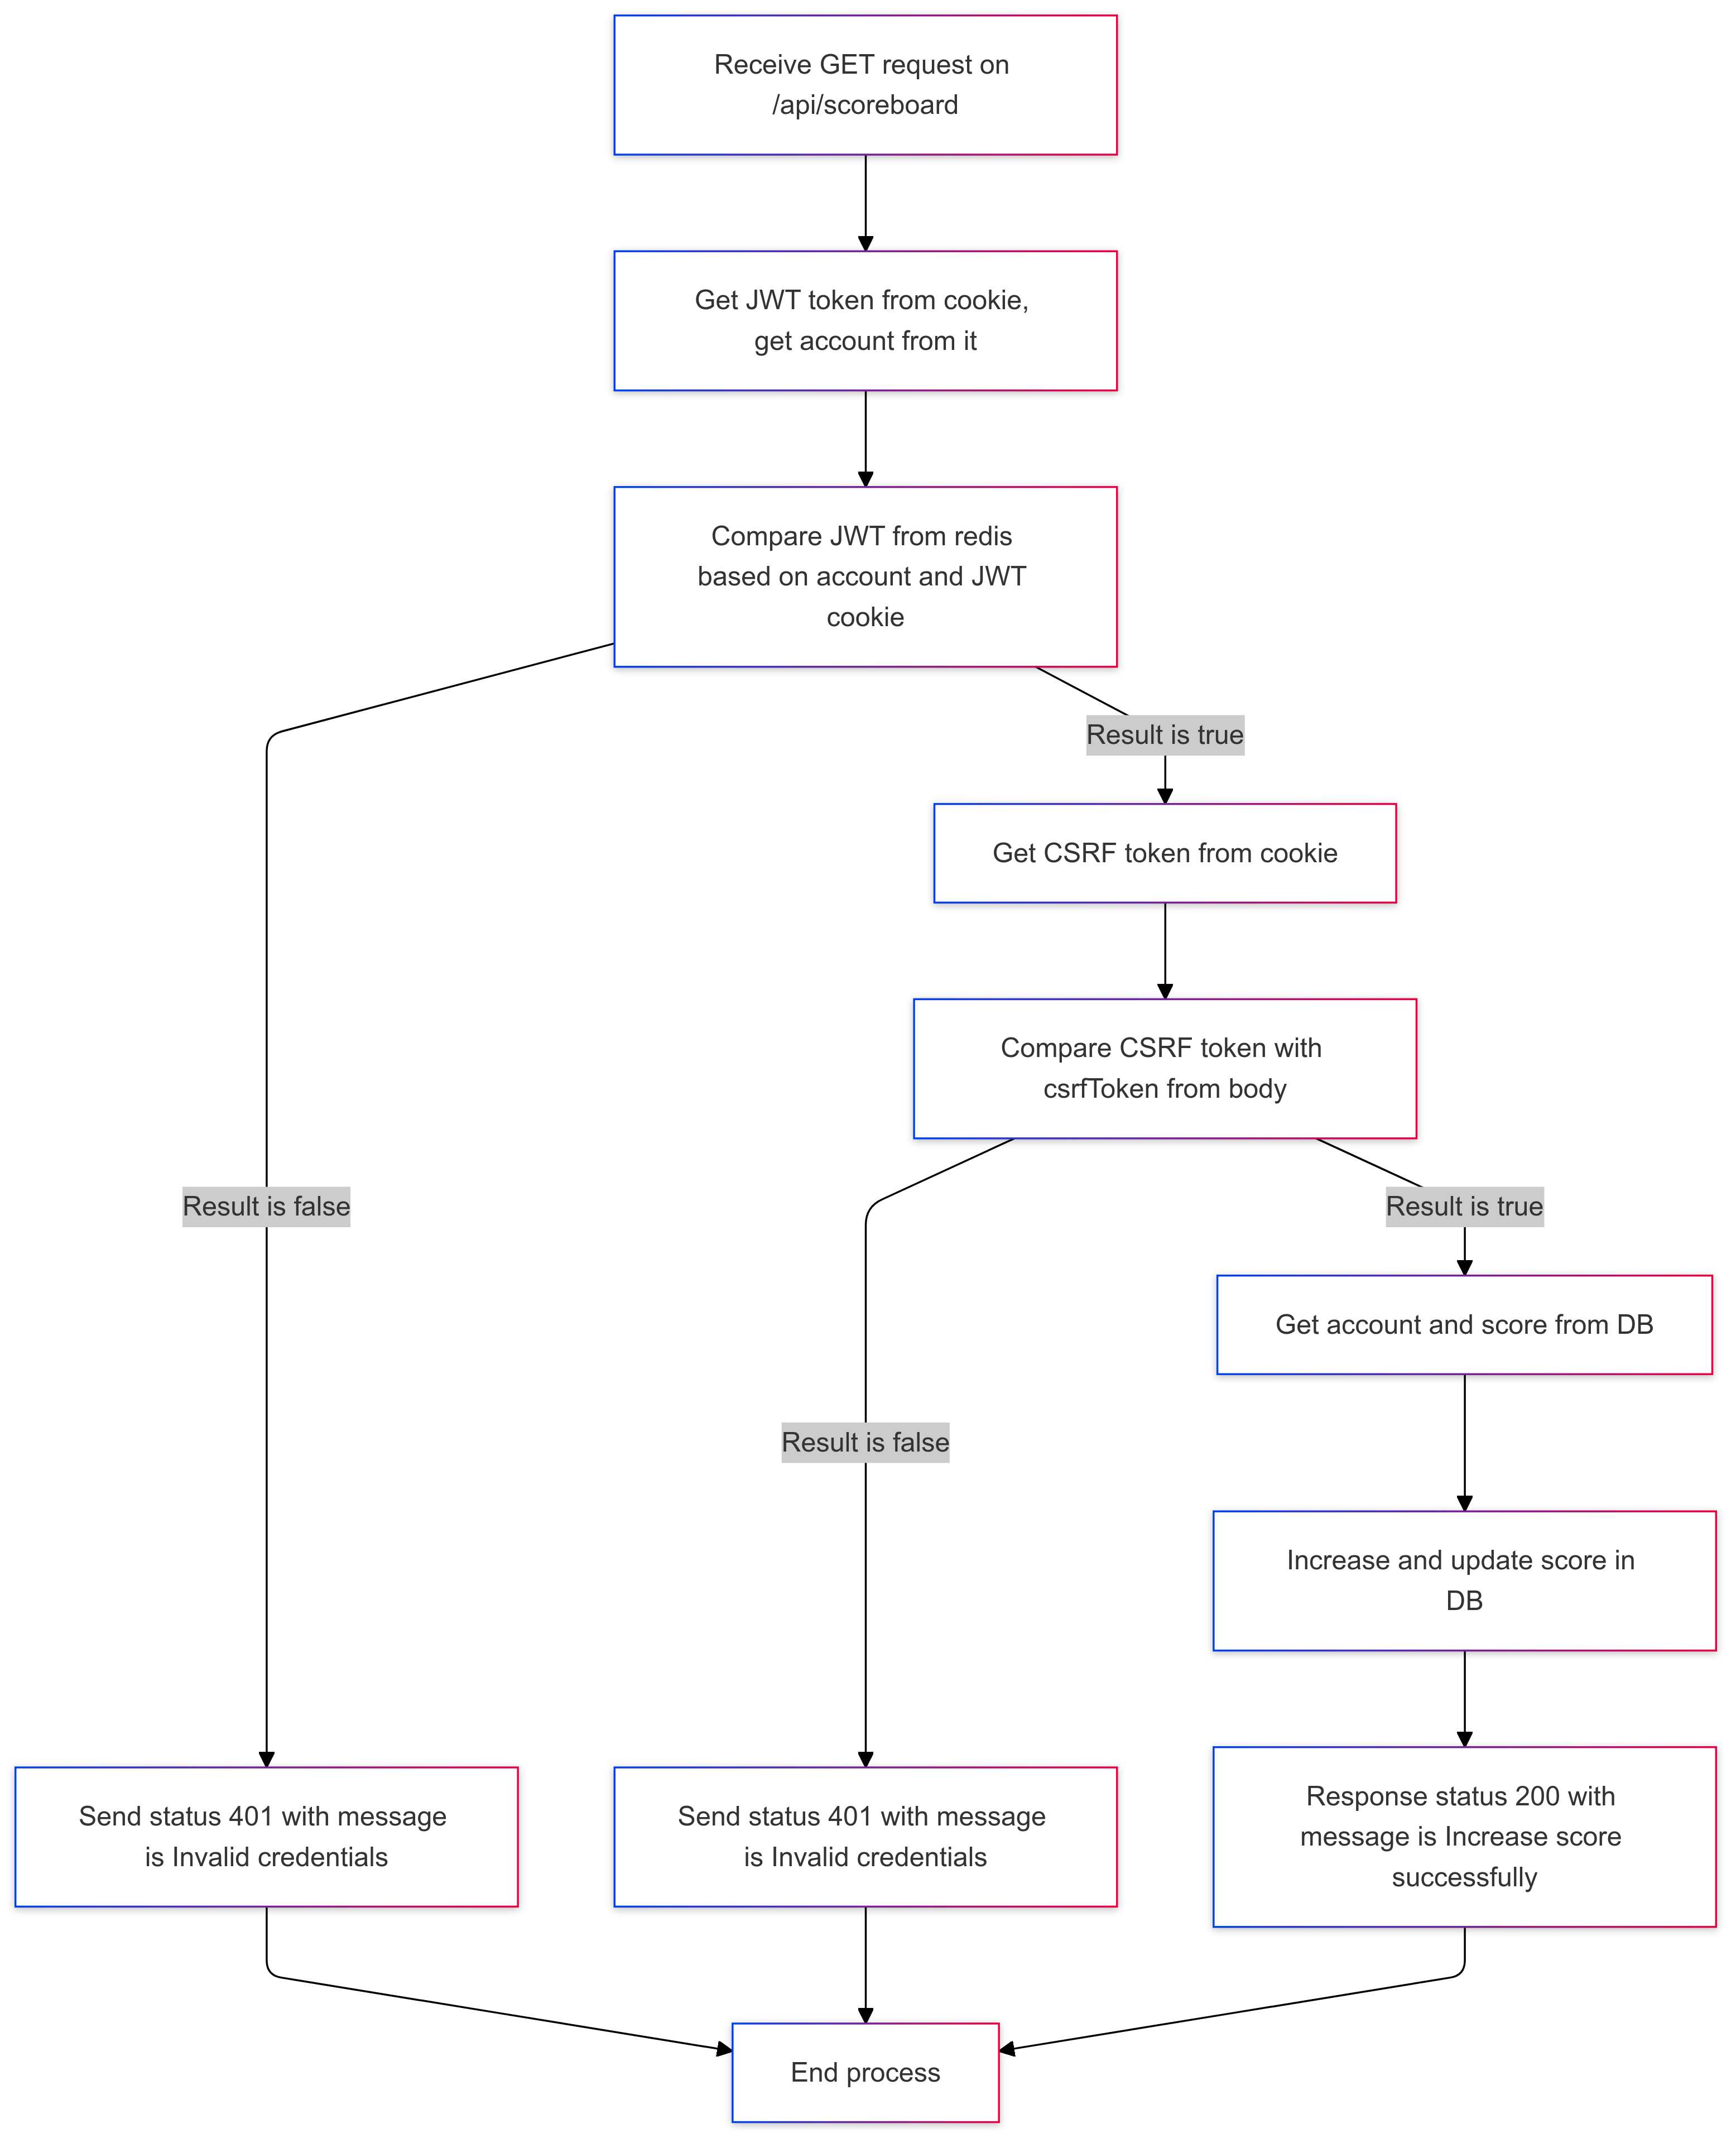 Receive GET request on
/api/scoreboard
Get JWT token from cookie,
get account from it
Compare JWT from redis
based on account and JWT
cookie
Result is true
Get CSRF token from cookie
Compare CSRF token with
csrfToken from body
Result is false
Result is true
Get account and score from DB
Result is false
Increase and update score in
DB
Send status 401 with message
is Invalid credentials
Send status 401 with message
is Invalid credentials
Response status 200 with
message is Increase score
successfully
End process